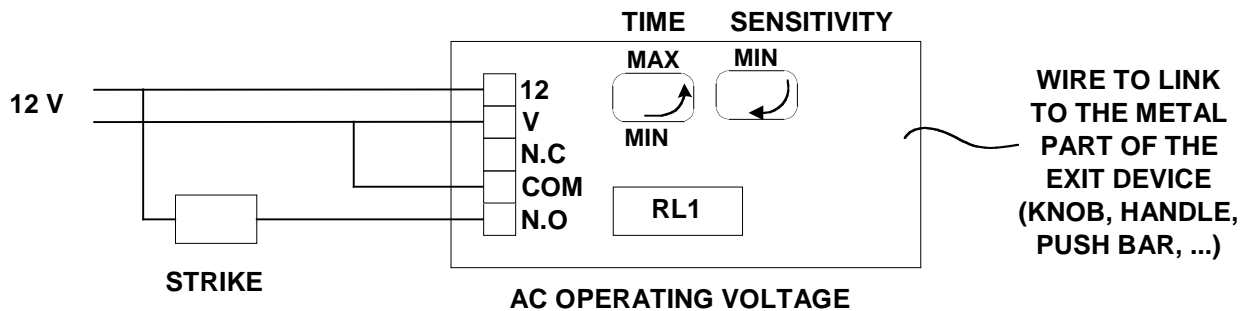 TIME SENSITIVITY
MAX MIN
MIN
12 V
12
V
N.C
COM
N.O
RL1
STRIKE
AC OPERATING VOLTAGE
WIRE TO LINK
TO THE METAL
PART OF THE
EXIT DEVICE
(KNOB, HANDLE,
PUSH BAR, ...)